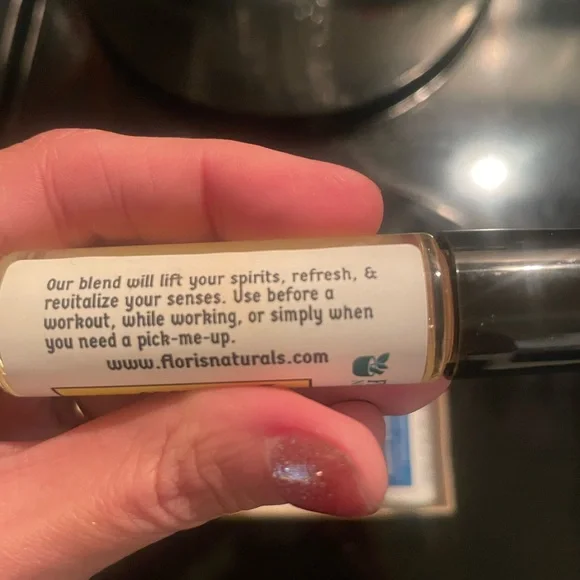 Our blend will lift your spirits, refresh, &
revitalize your senses. Use before a
workout, while working, or simply when
you need a pick-me-up.
www.florisnaturals.com